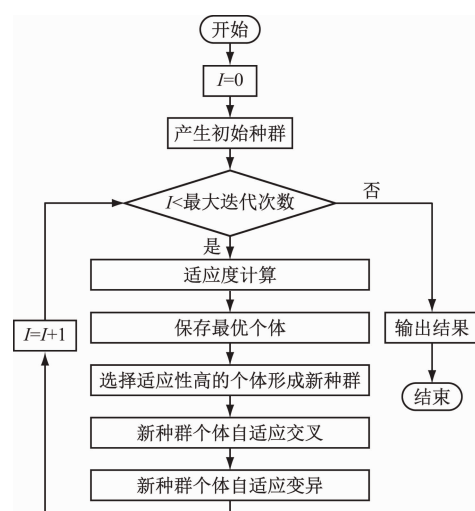 开始
I=0
产生初始种群
I<最大迭代次数
否
是
适应度计算
保存最优个体
I=I+1
输出结果
选择适应性高的个体形成新种群
结束
新种群个体自适应交叉
新种群个体自适应变异